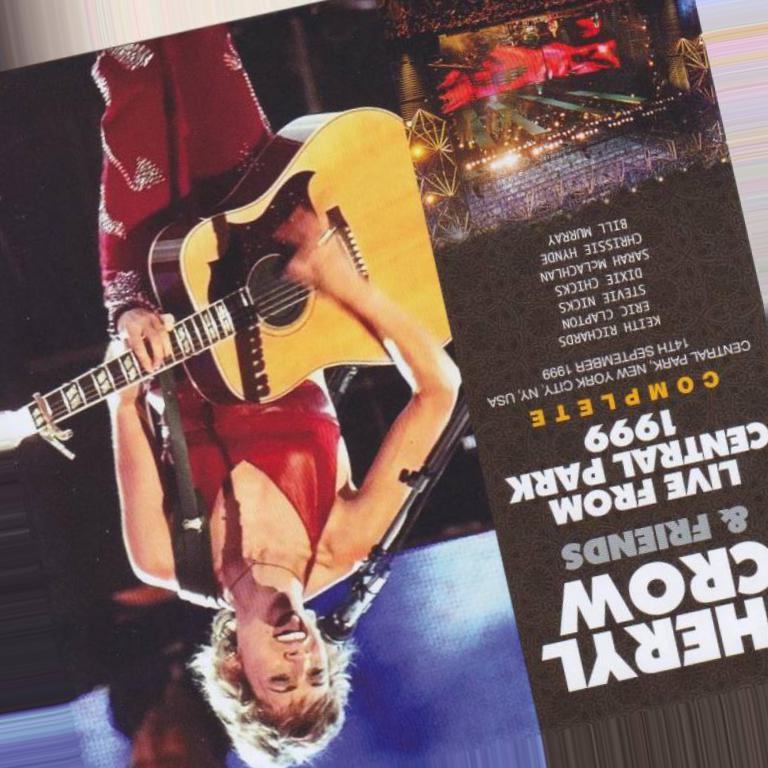 HERYL
CROW
& FRIENDS
LIVE FROM
CENTRAL PARK
1999
COMPLETE
CENTRAL PARK, NEW YORK CITY, NY, USA
14TH SEPTEMBER 1999
KEITH RICHARDS
ERIC CLAPTON
STEVIE NICKS
DIXIE CHICKS
SARAH McLACHLAN
CHRISSIE HYNDE
BILL MURRAY